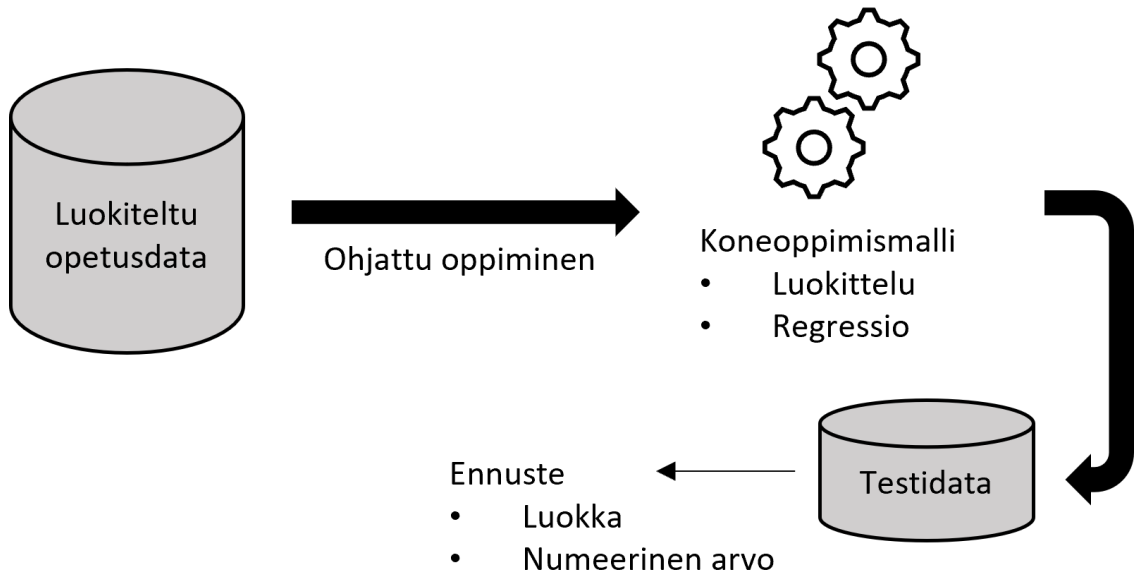 Luokiteltu
opetusdata
Ohjattu oppiminen
Koneoppimismalli
• Luokittelu
• Regressio
Testidata
Ennuste
• Luokka
• Numeerinen arvo